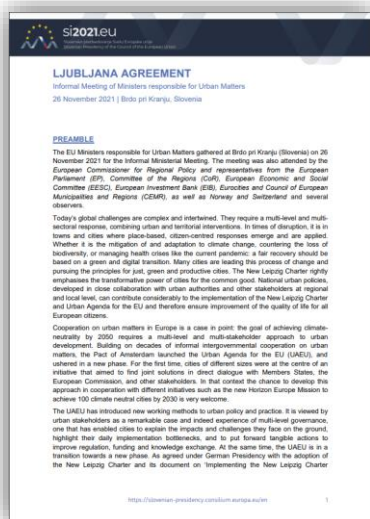 si2021.eu
LJUBLJANA AGREEMENT
Informal Meeting of Ministers responsible for Urban Matters
26 November 2021 | Brdo pri Kranju, Slovenia
PREAMBLE
The EU Ministers responsible for Urban Matters gathered at Brdo pri Kranju (Slovenia) on 26
November 2021 for the Informal Ministerial Meeting. The meeting was also attended by the
European Commissioner for Regional Policy and representatives from the European
Parliament (EP), Committee of the Regions (CoR), European Economic and Social
Committee (EESC), European Investment Bank (EIB), Eurocities and Council of European
Municipalities and Regions (CEMR), as well as Norway and Switzerland and several
observers.
Today's global challenges are complex and intertwined. They require a multi-level and multi-
sectoral response, combining urban and territorial interventions. In times of disruption, it is in
towns and cities where place-based, citizen-centred responses emerge and are applied.
Whether it is the mitigation of and adaptation to climate change, countering the loss of
biodiversity, or managing health crises like the current pandemic: a fair recovery should be
based on a green and digital transition. Many cities are leading this process of change and
pursuing the principles for just, green and productive cities. The New Leipzig Charter rightly
emphasises the transformative power of cities for the common good. National urban policies,
developed in close collaboration with urban authorities and other stakeholders at regional
and local level, can contribute considerably to the implementation of the New Leipzig Charter
and Urban Agenda for the EU and therefore ensure improvement of the quality of life for all
European citizens.
Cooperation on urban matters in Europe is a case in point: the goal of achieving climate-
neutrality by 2050 requires a multi-level and multi-stakeholder approach to urban
development. Building on decades of informal intergovernmental cooperation on urban
matters, the Pact of Amsterdam launched the Urban Agenda for the EU (UAEU), and
ushered in a new phase. For the first time, cities of different sizes were at the centre of an
initiative that aimed to find joint solutions in direct dialogue with Members States, the
European Commission, and other stakeholders. In that context the chance to develop this
approach in cooperation with different initiatives such as the new Horizon Europe Mission to
achieve 100 climate neutral cities by 2030 is very welcome.
The UAEU has introduced new working methods to urban policy and practice. It is viewed by
urban stakeholders as a remarkable case and indeed experience of multi-level governance,
one that has enabled cities to explain the impacts and challenges they face on the ground,
highlight their daily implementation bottlenecks, and to put forward tangible actions to
improve regulation, funding and knowledge exchange. At the same time, the UAEU is in a
transition towards a new phase. As agreed under German Presidency with the adoption of
the New Leipzig Charter and its document on 'Implementing the New Leipzig Charter
https://slovenian-presidency.consilium.europa.eu/en 1